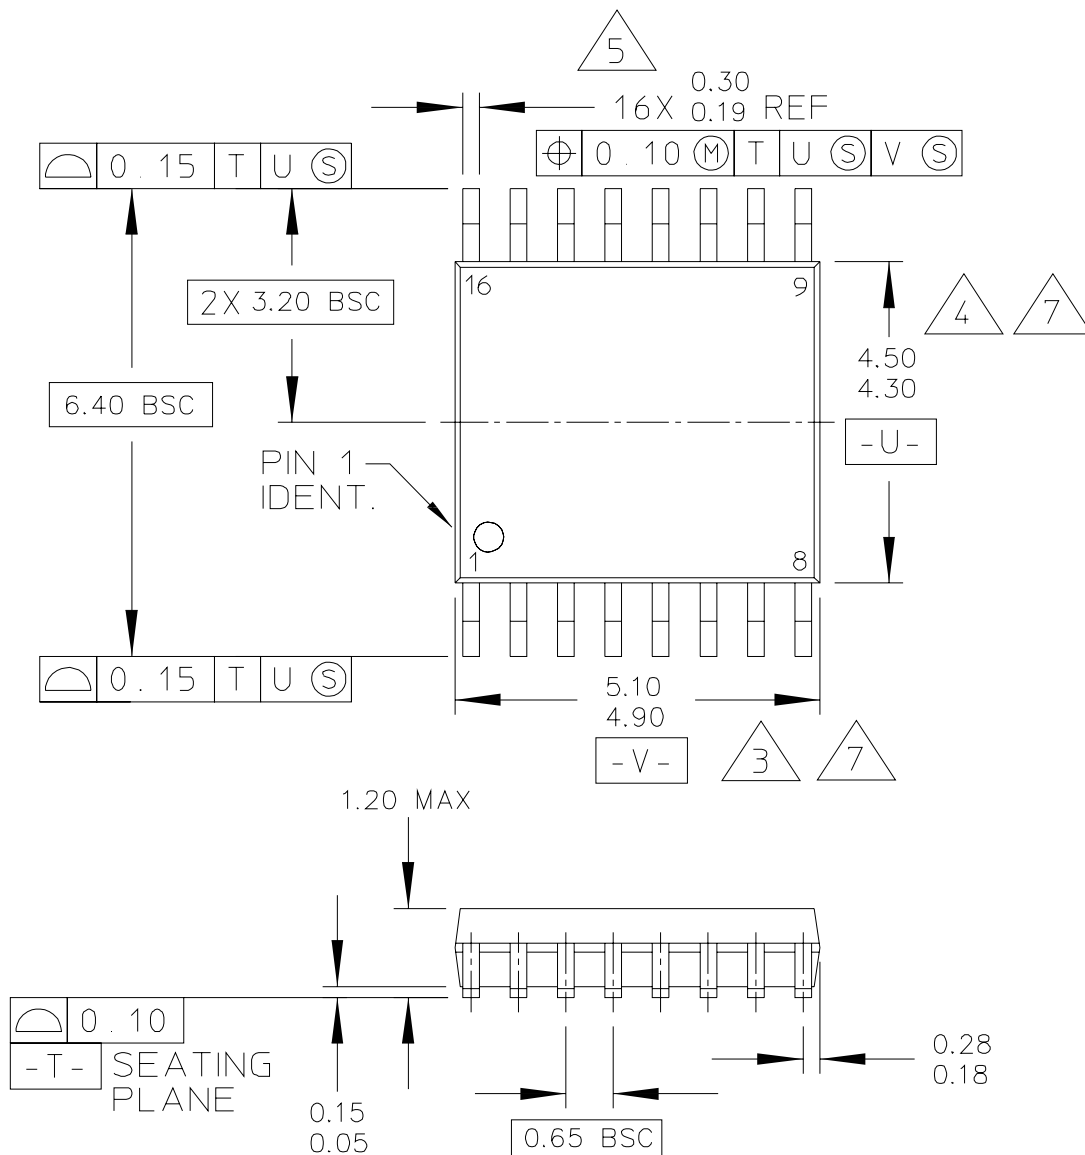 5
16X 0.30 REF
0.19
0.10 Ⓜ T U Ⓢ V Ⓢ
0.15 T U Ⓢ
16
9
2X 3.20 BSC
4
7
4.50
4.30
6.40 BSC
-U-
PIN 1
IDENT.
1
8
0.15 T U Ⓢ
5.10
4.90
-V-
3
7
1.20 MAX
0.10
-T- SEATING
PLANE
0.28
0.18
0.15
0.05
0.65 BSC